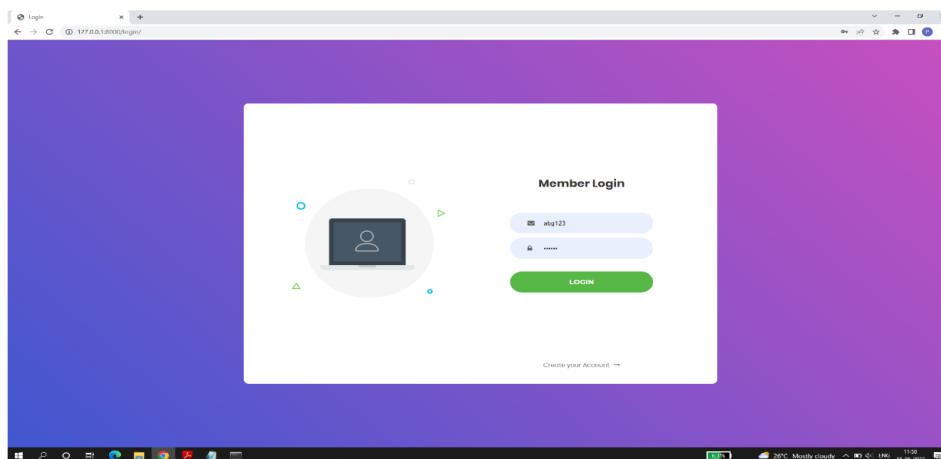 Login
127.0.0.1:8000/login/
Member Login
abg123
••••••
LOGIN
Create your Account →
26°C Mostly cloudy
ENG
11:50